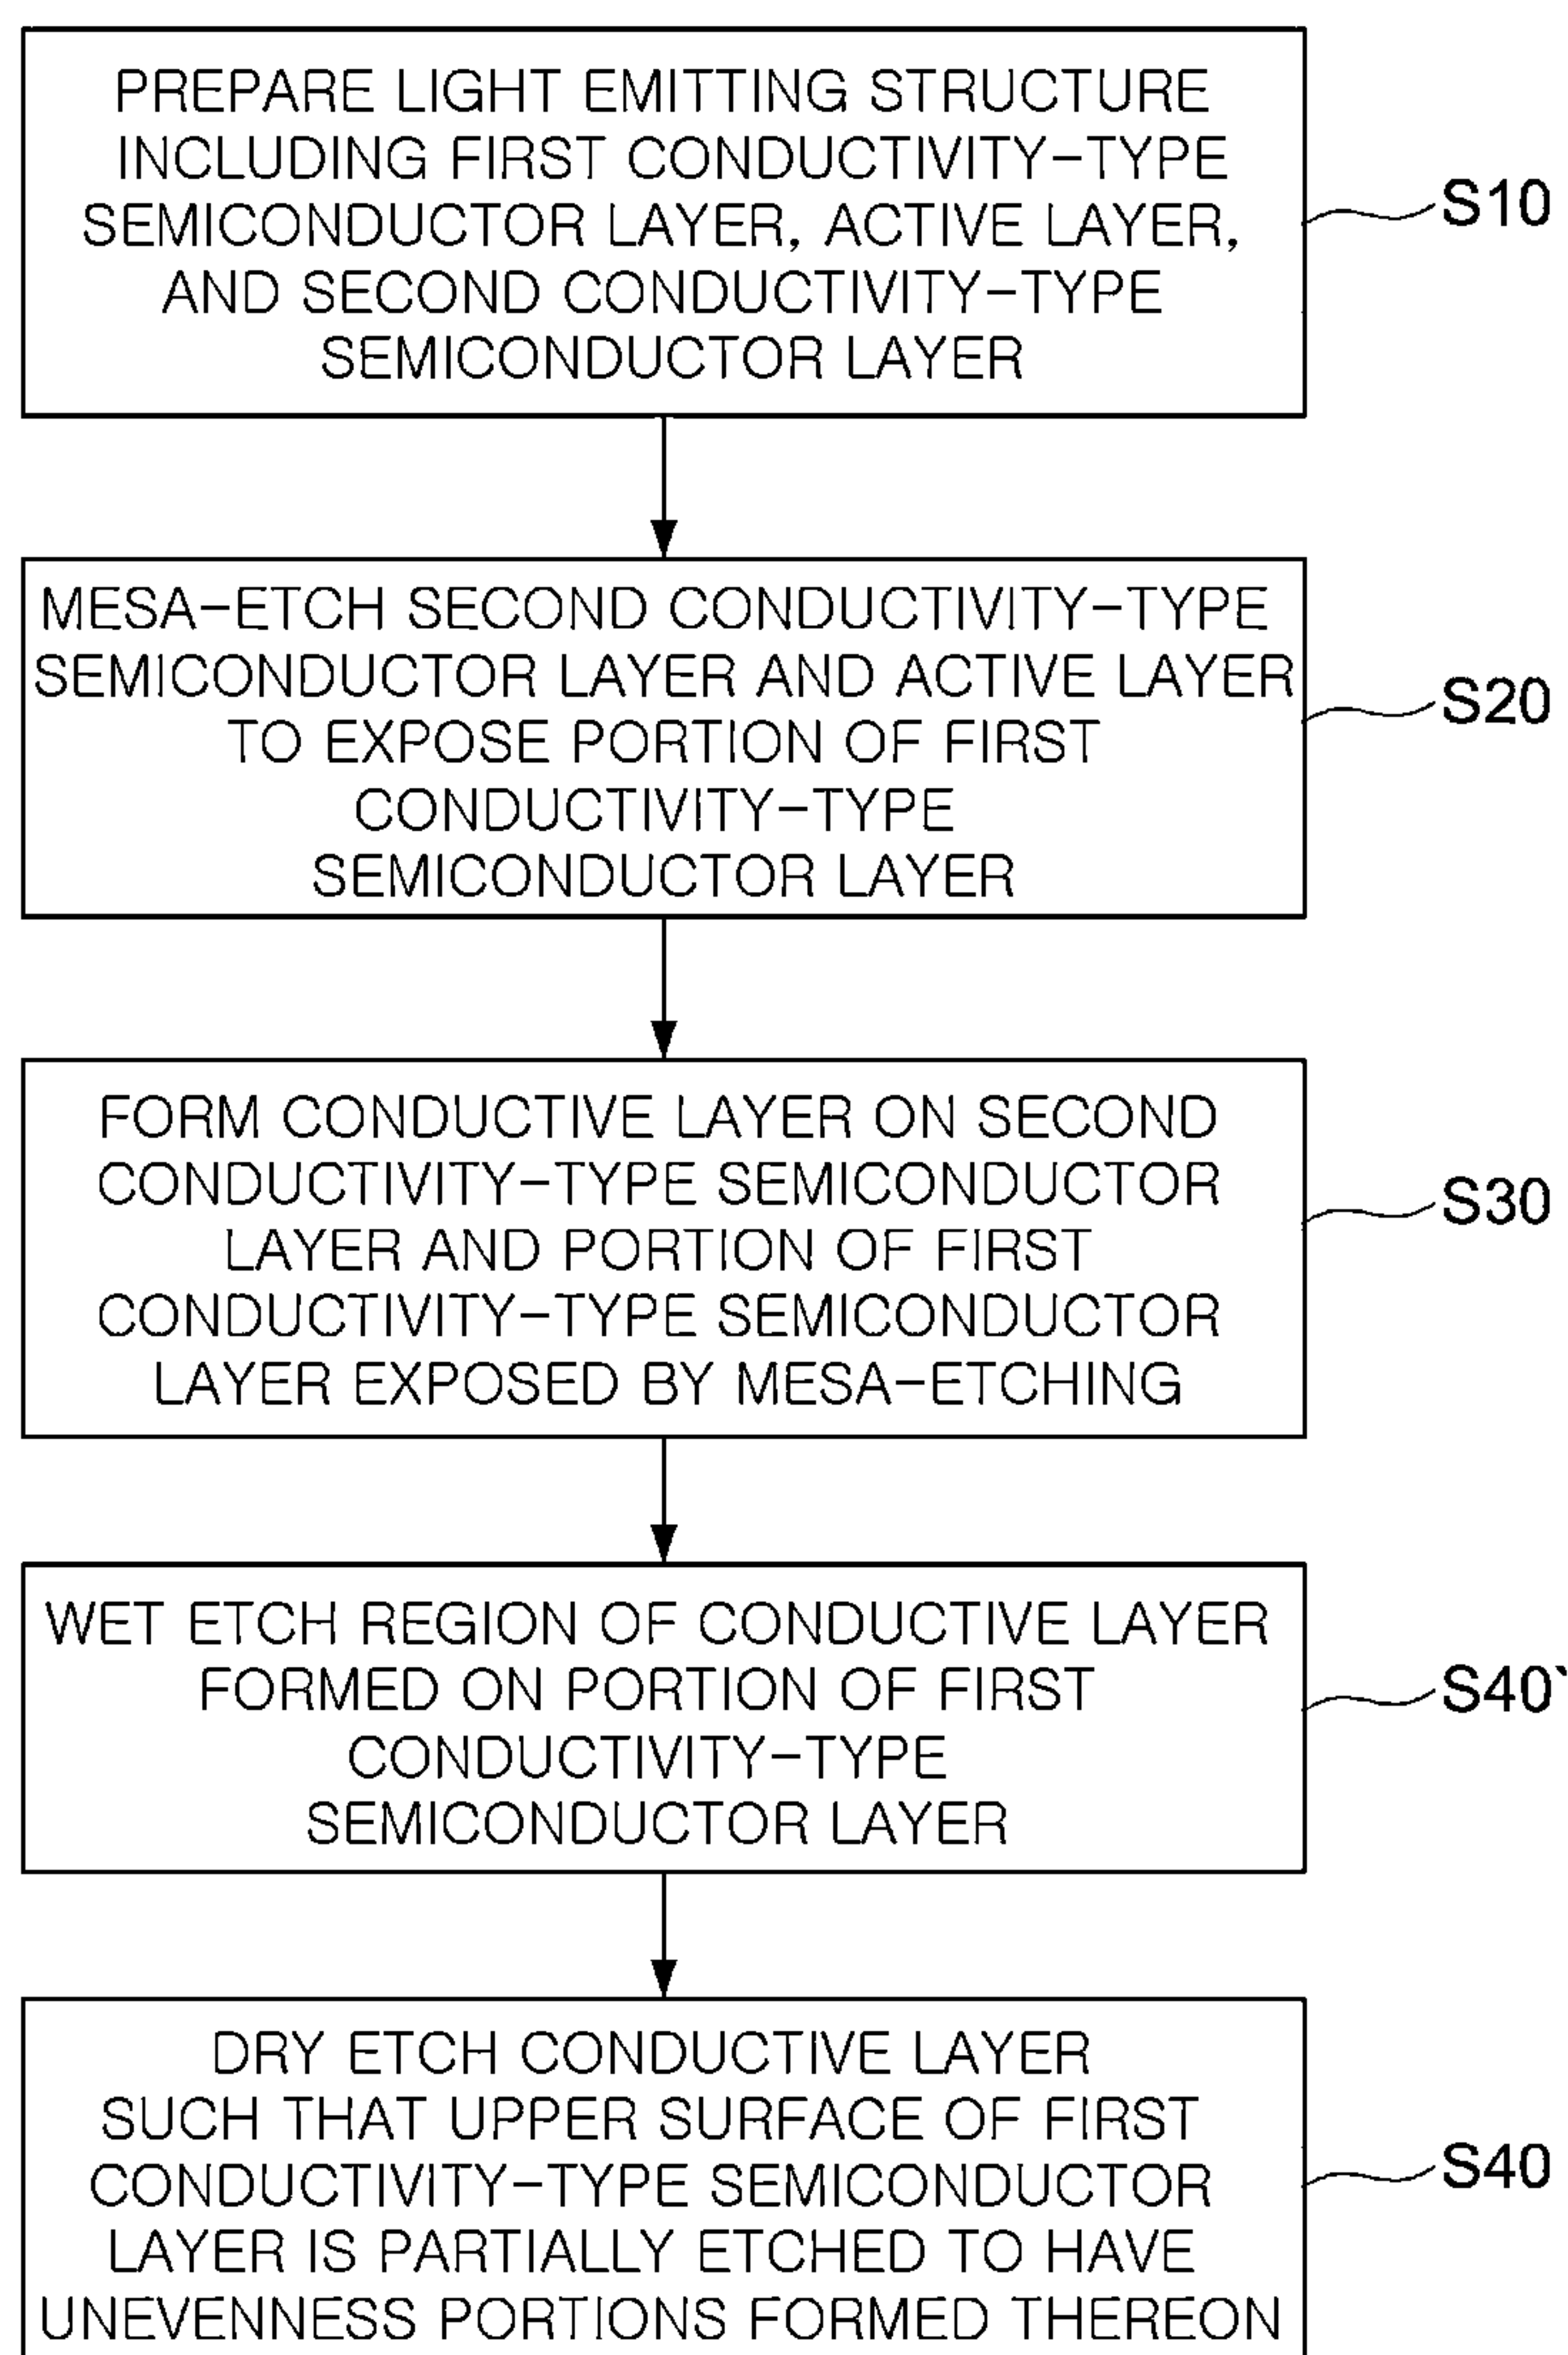 PREPARE LIGHT EMITTING STRUCTURE
INCLUDING FIRST CONDUCTIVITY-TYPE
SEMICONDUCTOR LAYER, ACTIVE LAYER,
AND SECOND CONDUCTIVITY-TYPE
SEMICONDUCTOR LAYER
S10
MESA-ETCH SECOND CONDUCTIVITY-TYPE
SEMICONDUCTOR LAYER AND ACTIVE LAYER
TO EXPOSE PORTION OF FIRST
CONDUCTIVITY-TYPE
SEMICONDUCTOR LAYER
S20
FORM CONDUCTIVE LAYER ON SECOND
CONDUCTIVITY-TYPE SEMICONDUCTOR
LAYER AND PORTION OF FIRST
CONDUCTIVITY-TYPE SEMICONDUCTOR
LAYER EXPOSED BY MESA-ETCHING
S30
WET ETCH REGION OF CONDUCTIVE LAYER
FORMED ON PORTION OF FIRST
CONDUCTIVITY-TYPE
SEMICONDUCTOR LAYER
S40`
DRY ETCH CONDUCTIVE LAYER
SUCH THAT UPPER SURFACE OF FIRST
CONDUCTIVITY-TYPE SEMICONDUCTOR
LAYER IS PARTIALLY ETCHED TO HAVE
UNEVENNESS PORTIONS FORMED THEREON
S40